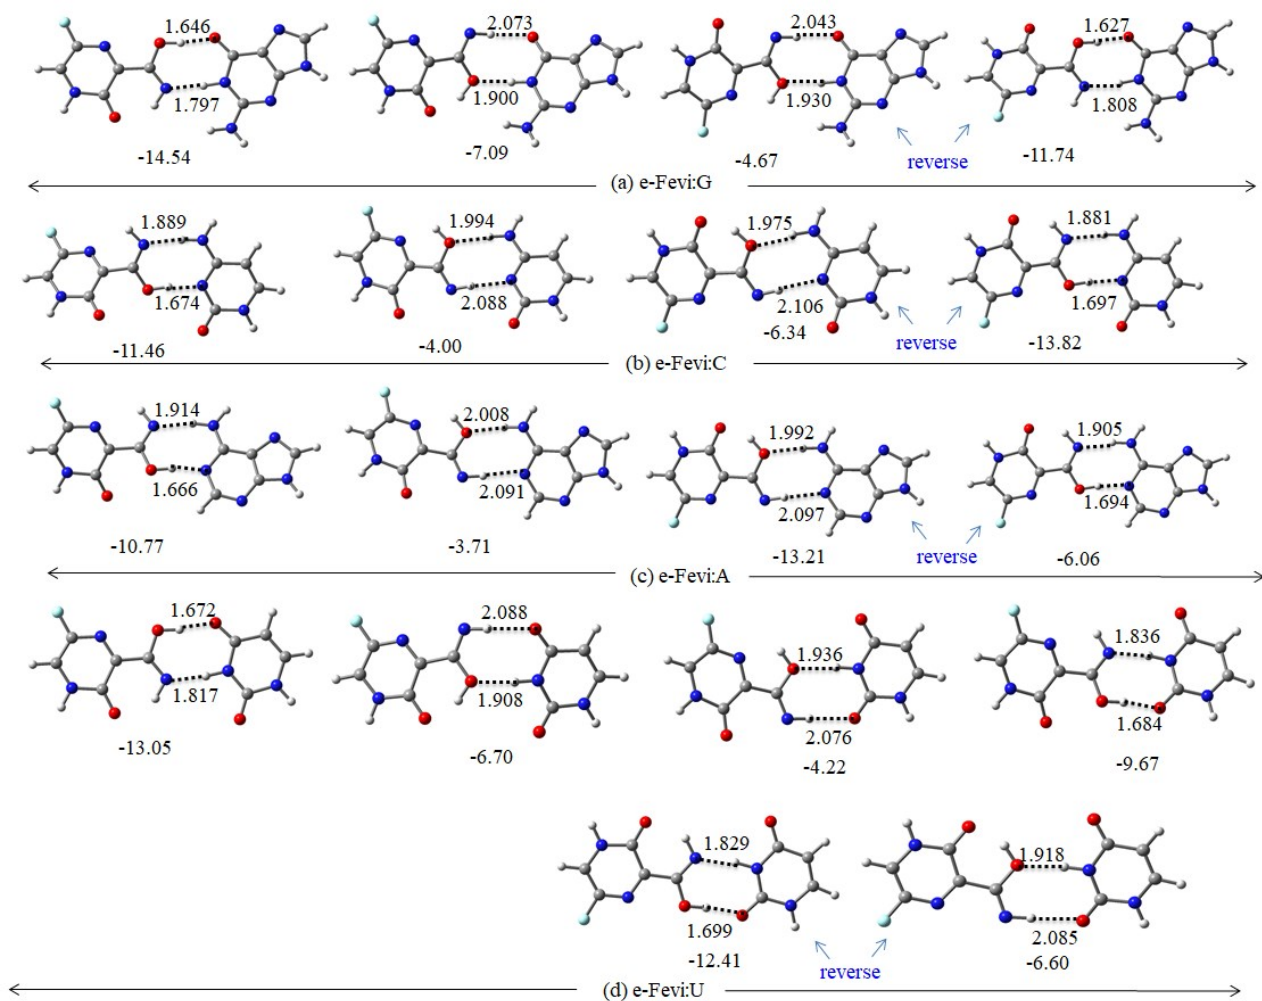 1.646 2.073 2.043 1.627
1.797 1.900 1.930 1.808
-14.54 -7.09 -4.67 reverse -11.74
(a) e-Fevi:G
1.889 1.994 1.975 1.881
1.674 2.088 2.106 1.697
-11.46 -4.00 -6.34 reverse -13.82
(b) e-Fevi:C
1.914 2.008 1.992 1.905
1.666 2.091 2.097 1.694
-10.77 -3.71 -13.21 reverse -6.06
(c) e-Fevi:A
1.672 2.088 1.936 1.836
1.817 1.908 2.076 1.684
-13.05 -6.70 -4.22 -9.67
1.829 1.918
1.699 2.085
-12.41 reverse -6.60
(d) e-Fevi:U